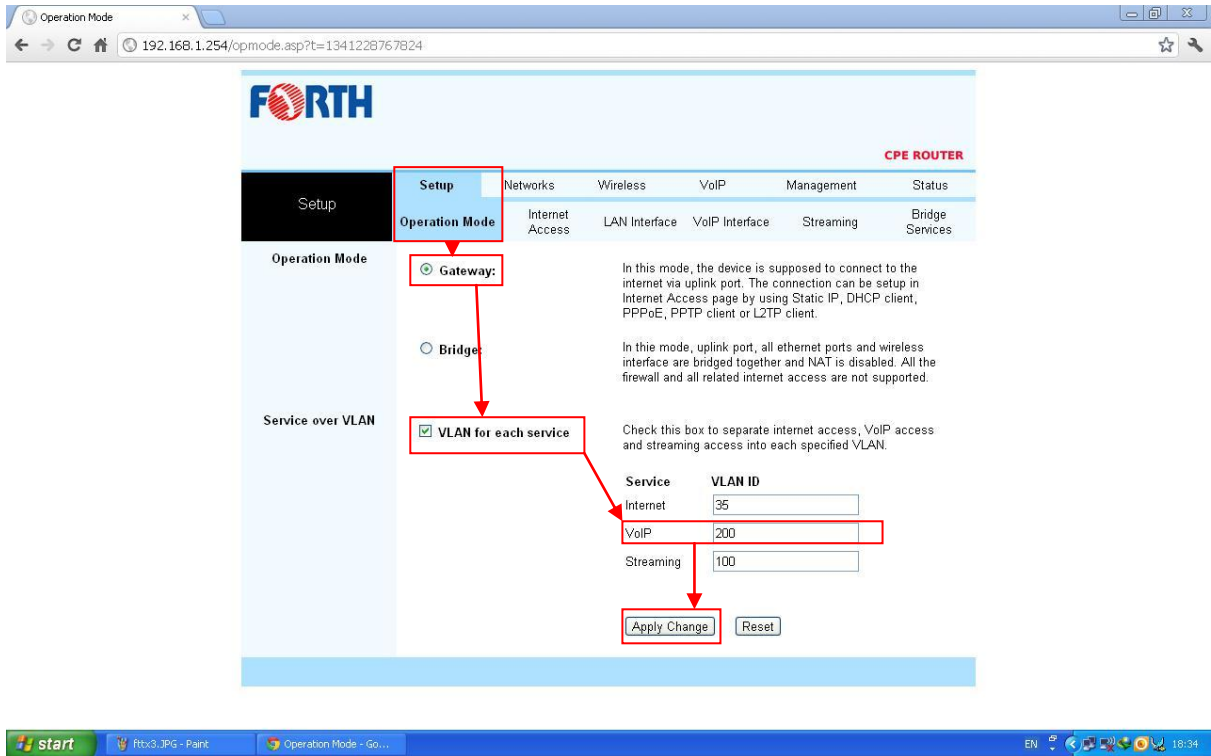 Operation Mode
192.168.1.254/opmode.asp?t=1341228767824
FORTH
CPE ROUTER
Setup
Setup Networks Wireless VoIP Management Status
Operation Mode Internet Access LAN Interface VoIP Interface Streaming Bridge Services
Operation Mode
Gateway:
In this mode, the device is supposed to connect to the
internet via uplink port. The connection can be setup in
Internet Access page by using Static IP, DHCP client,
PPPoE, PPTP client or L2TP client.
Bridge:
In thie mode, uplink port, all ethernet ports and wireless
interface are bridged together and NAT is disabled. All the
firewall and all related internet access are not supported.
Service over VLAN
VLAN for each service
Check this box to separate internet access, VoIP access
and streaming access into each specified VLAN.
Service VLAN ID
Internet 35
VoIP 200
Streaming 100
Apply Change Reset
start fttx3.JPG - Paint Operation Mode - Go... EN 18:34